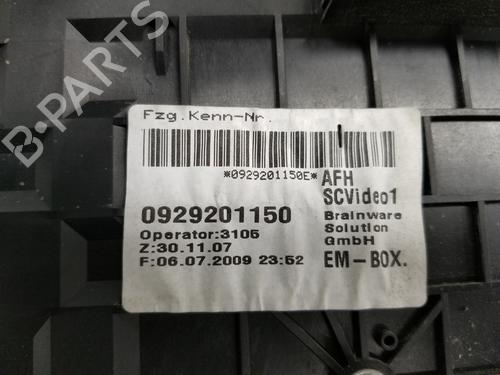 Fzg.Kenn-Nr.
*0929201150E*
AFH
SCVideo1
0929201150
Brainware
Solution
GmbH
Operator:3105
Z:30.11.07
F:06.07.2009 23:52
EM-BOX.
B-PARTS